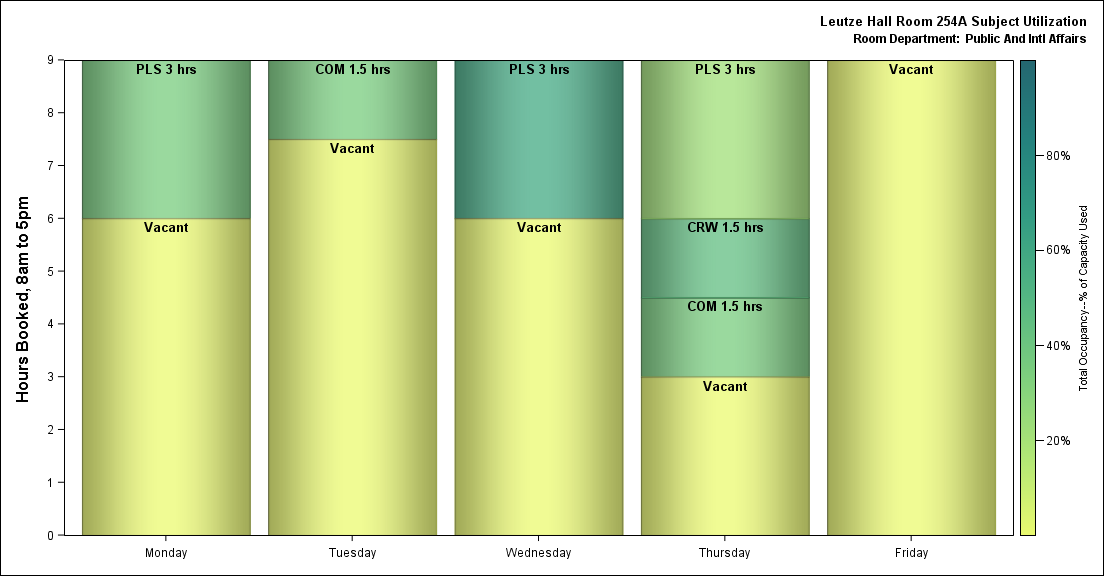 Leutze Hall Room 254A Subject Utilization
Room Department: Public And Intl Affairs
Hours Booked, 8am to 5pm
9
8
7
6
5
4
3
2
1
0
PLS 3 hrs
Vacant
COM 1.5 hrs
Vacant
PLS 3 hrs
Vacant
PLS 3 hrs
CRW 1.5 hrs
COM 1.5 hrs
Vacant
Vacant
Monday
Tuesday
Wednesday
Thursday
Friday
80%
60%
40%
20%
Total Occupancy--% of Capacity Used